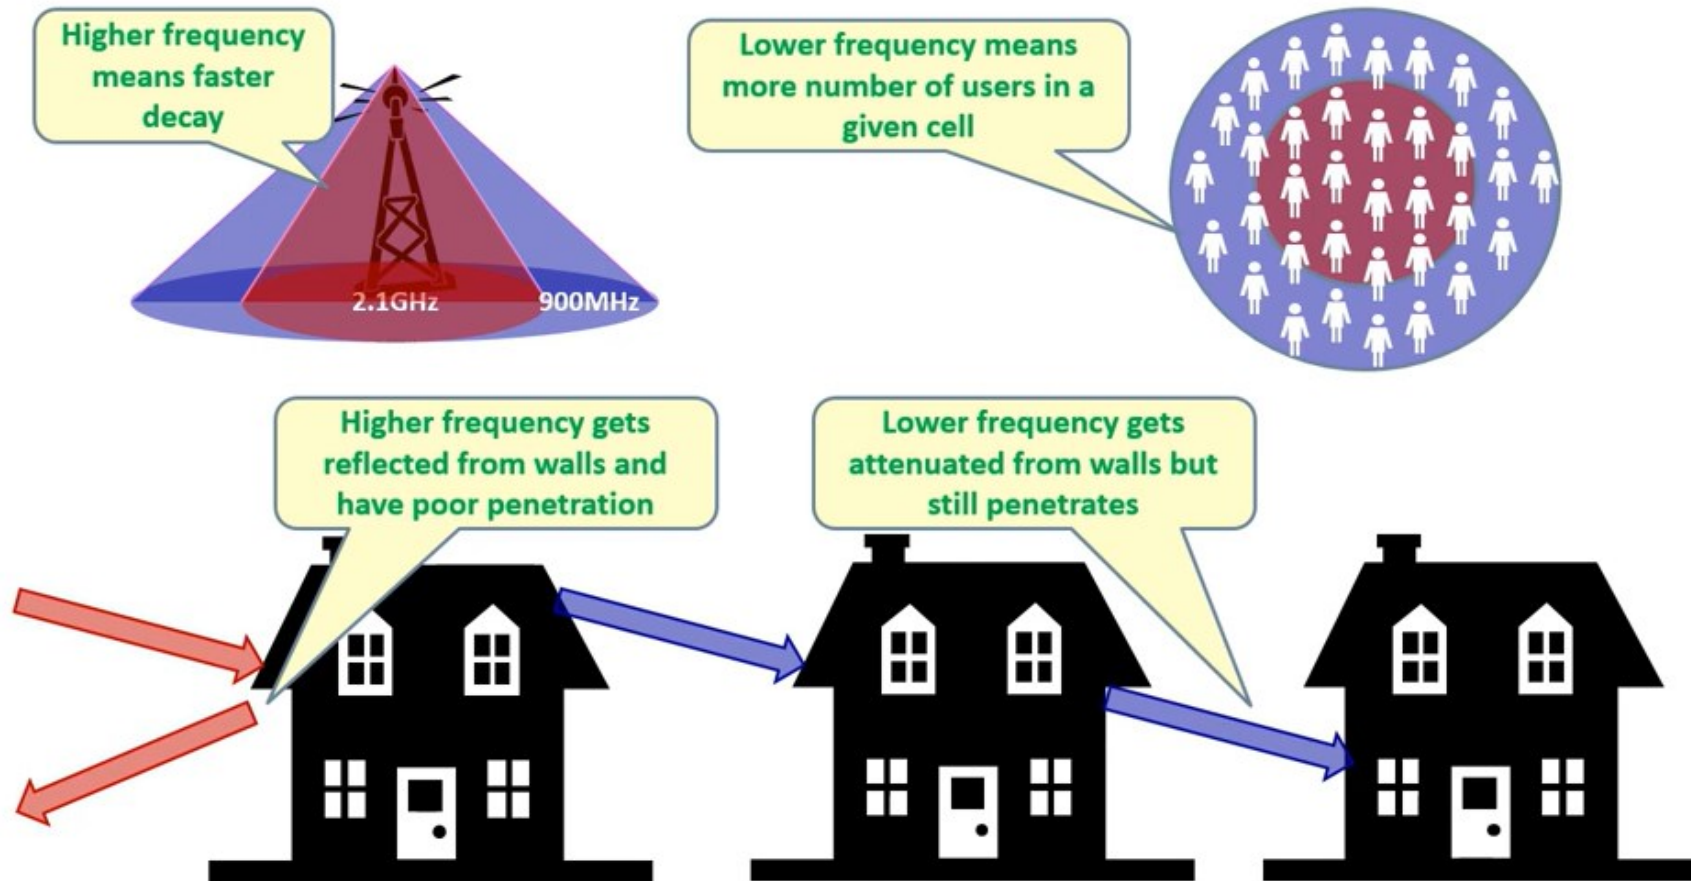 Higher frequency
means faster
decay
2.1GHz
900MHz
Lower frequency means
more number of users in a
given cell
Higher frequency gets
reflected from walls and
have poor penetration
Lower frequency gets
attenuated from walls but
still penetrates